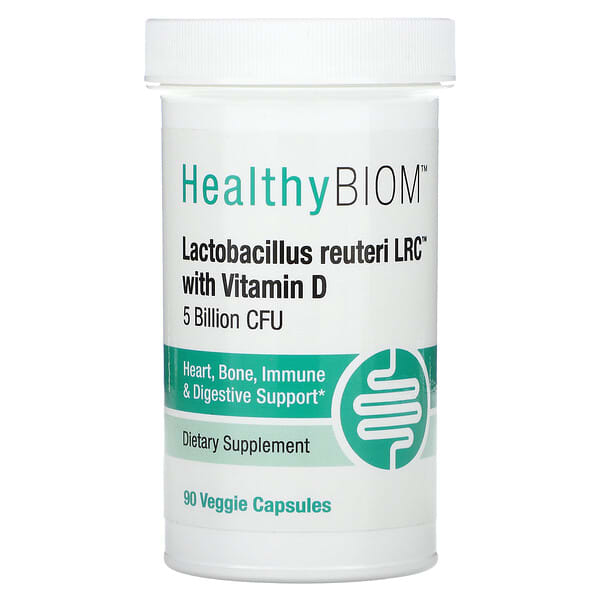 HealthyBIOM™
Lactobacillus reuteri LRC™
with Vitamin D
5 Billion CFU
Heart, Bone, Immune
& Digestive Support*
Dietary Supplement
90 Veggie Capsules